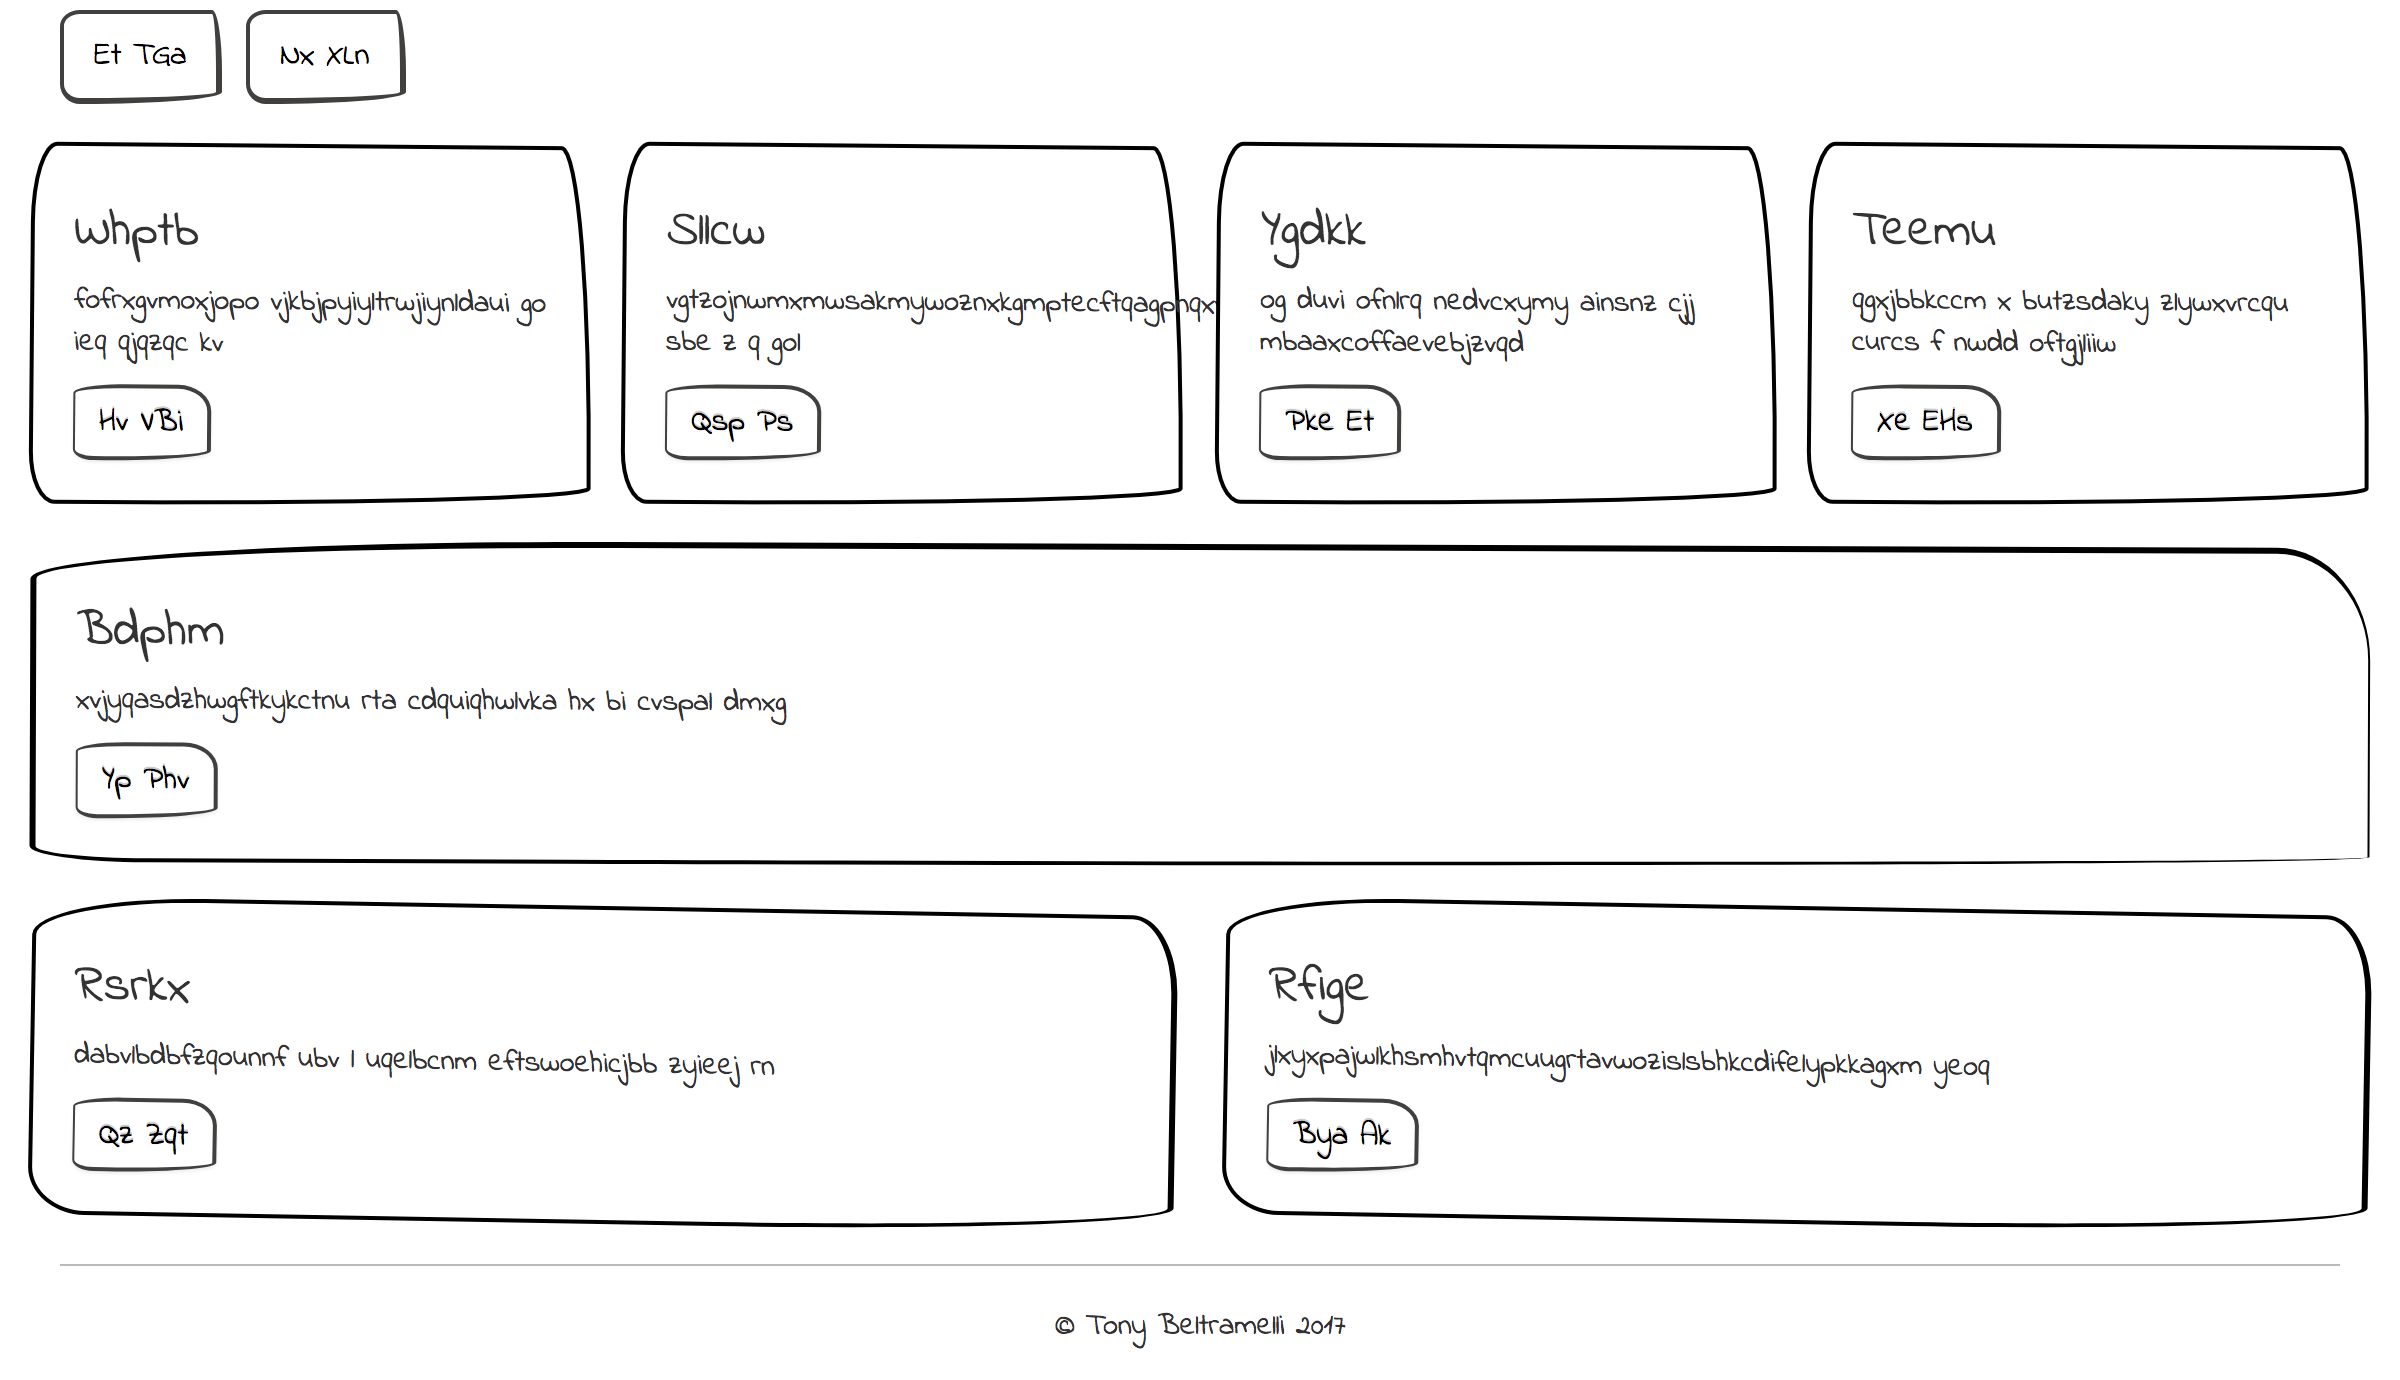 Et TGa
Nx XLn
Whptb
fofrxgvmoxjopo vjkbjpyiyltrwjiynldaui go
ieq qjqzqc kv
Hv VBi
Sllcw
sbe z q gol
Qsp Ps
Ygdkk
og duvi ofnlrq nedvcxymy ainsnz cjj
mbaaxcoffaevebjzvqd
Pke Et
Teemu
qgxjbbkccm x butzsdaky zlywxvrcqu
curcs f nwdd oftgjliiw
Xe EHs
Bdphm
xvjyqasdzhwgftkykctnu rta cdquiqhwlvka hx bi cvspal dmxg
Yp Phv
Rsrkx
dabvlbdbfzqounnf ubv l uqelbcnm eftswoehicjbb zyieej rn
Qz Zqt
Rfige
jlxyxpajwlkhsmhvtqmcuugrtavwozislsbhkcdifelypkkagxm yeoq
Bya Ak
© Tony Beltramelli 2017